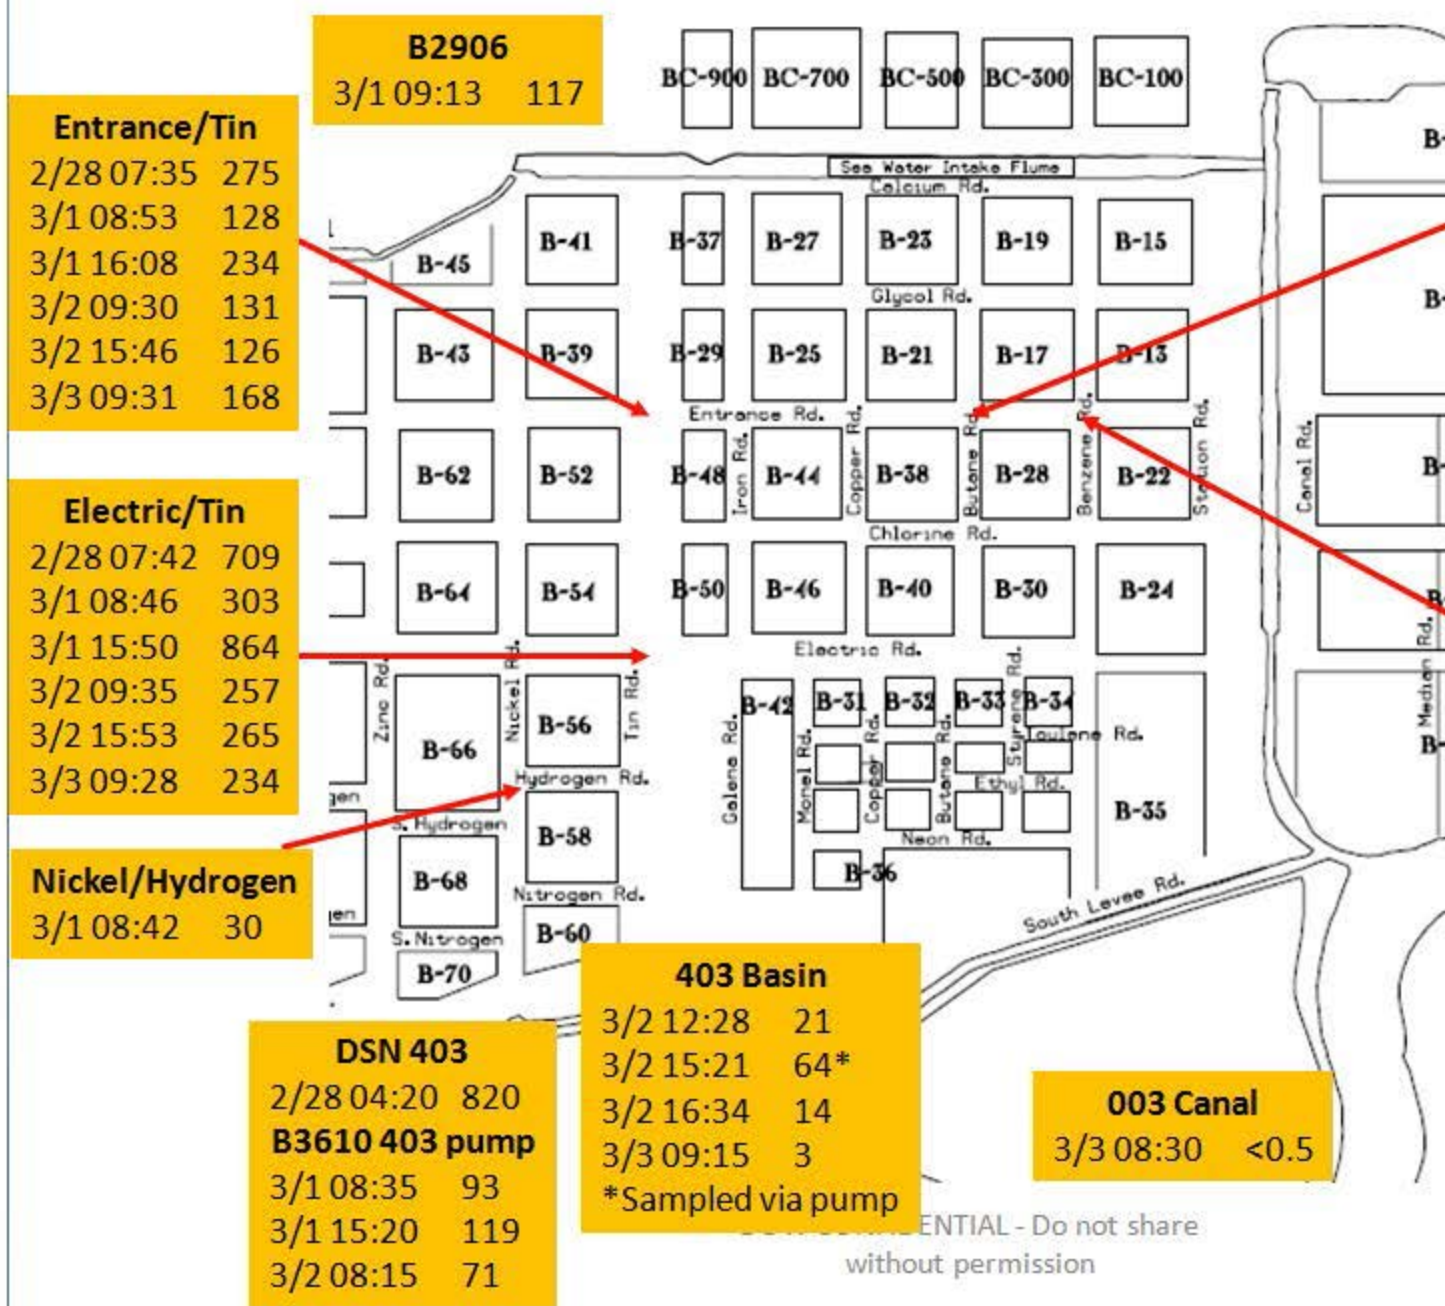 B2906
3/1 09:13 117
Entrance/Tin
2/28 07:35 275
3/1 08:53 128
3/1 16:08 234
3/2 09:30 131
3/2 15:46 126
3/3 09:31 168
Electric/Tin
2/28 07:42 709
3/1 08:46 303
3/1 15:50 864
3/2 09:35 257
3/2 15:53 265
3/3 09:28 234
Nickel/Hydrogen
3/1 08:42 30
DSN 403
2/28 04:20 820
B3610 403 pump
3/1 08:35 93
3/1 15:20 119
3/2 08:15 71
403 Basin
3/2 12:28 21
3/2 15:21 64*
3/2 16:34 14
3/3 09:15 3
*Sampled via pump
003 Canal
3/3 08:30 <0.5
BC-900 BC-700 BC-500 BC-300 BC-100
Sea Water Intake Flume
Calcium Rd.
B-45 B-41 B-37 B-27 B-23 B-19 B-15
Glycol Rd.
B-43 B-39 B-29 B-25 B-21 B-17 B-13
Entrance Rd.
B-62 B-52 B-48 B-44 B-38 B-28 B-22
Iron Rd.
Copper Rd.
Butane Rd.
Benzene Rd.
Station Rd.
Canal Rd.
Chlorine Rd.
B-64 B-54 B-50 B-46 B-40 B-30 B-24
Electric Rd.
Zinc Rd.
Nickel Rd.
Tin Rd.
Median Rd.
B-66 B-56 B-42 B-31 B-32 B-33 B-34
Styrene Rd.
Toulene Rd.
Galena Rd.
Monel Rd.
Copper Rd.
Butane Rd.
Ethyl Rd.
Hydrogen Rd.
S. Hydrogen
B-58 B-35
Neon Rd.
B-68 B-36
Nitrogen Rd.
South Levee Rd.
S. Nitrogen
B-60
B-70
ENTIAL - Do not share
without permission